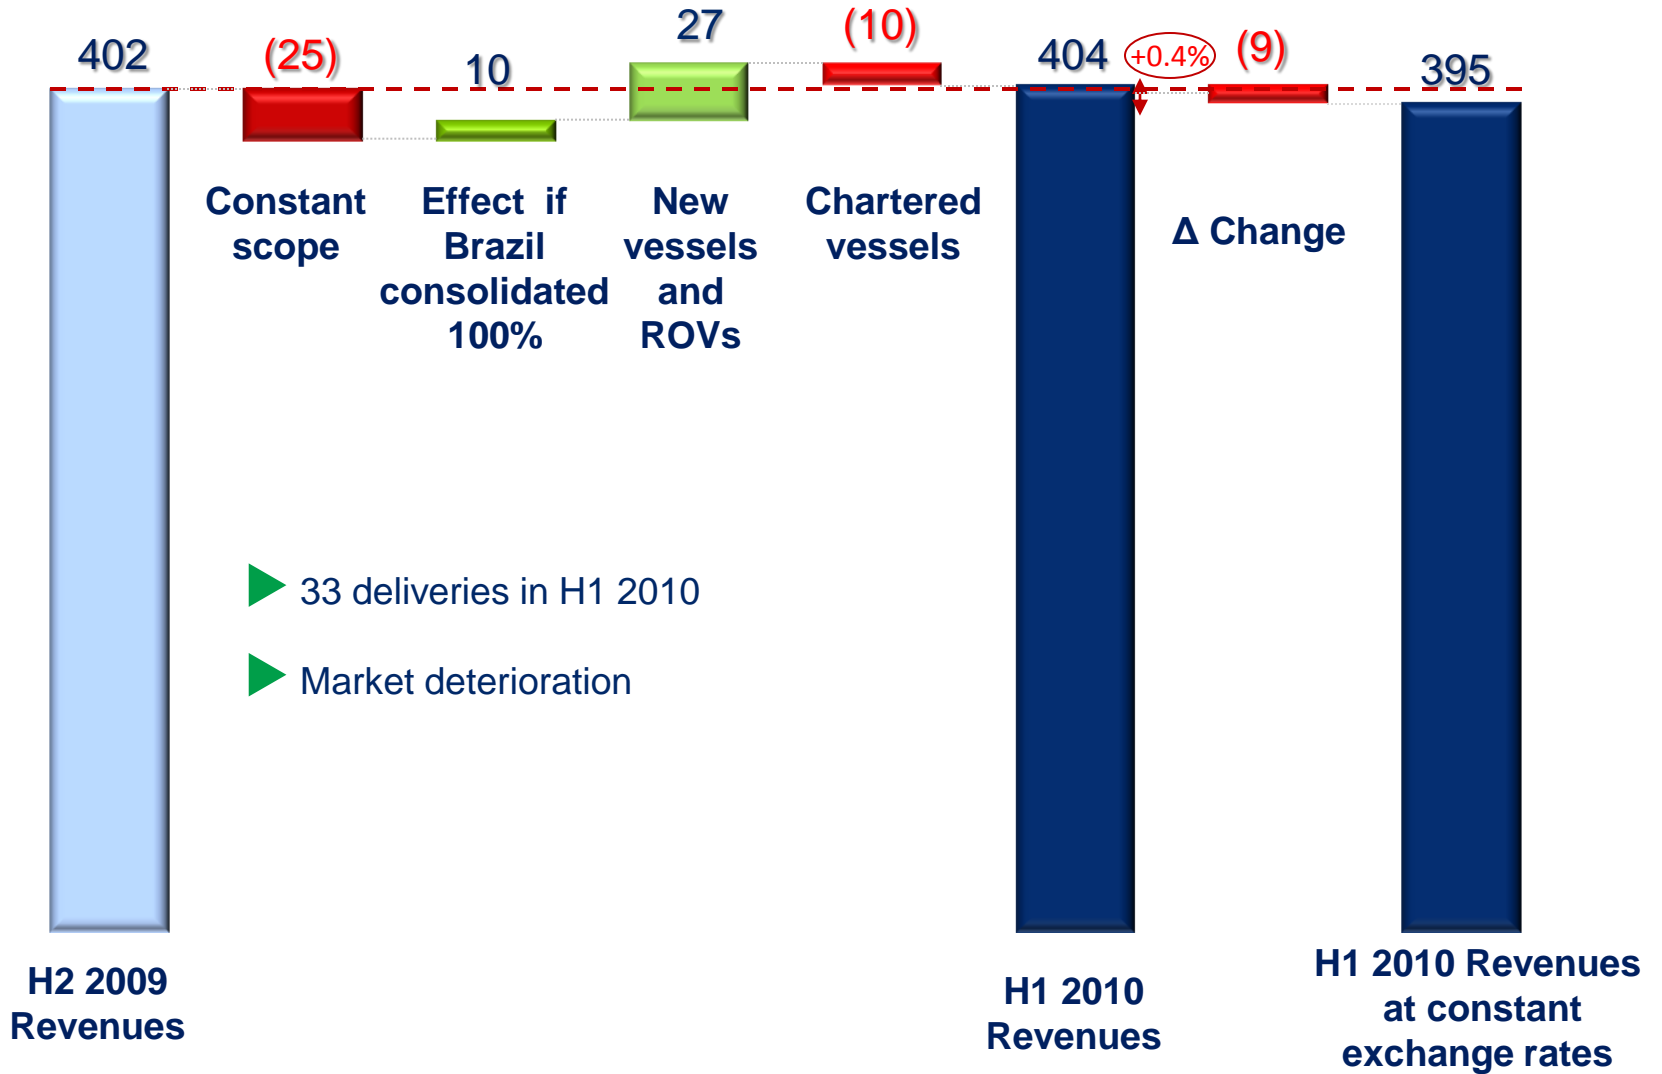 402
(25)
10
27
(10)
404
+0.4%
(9)
395
Constant
scope
Effect if
Brazil
consolidated
100%
New
vessels
and
ROVs
Chartered
vessels
Δ Change
33 deliveries in H1 2010
Market deterioration
H2 2009
Revenues
H1 2010
Revenues
H1 2010 Revenues
at constant
exchange rates